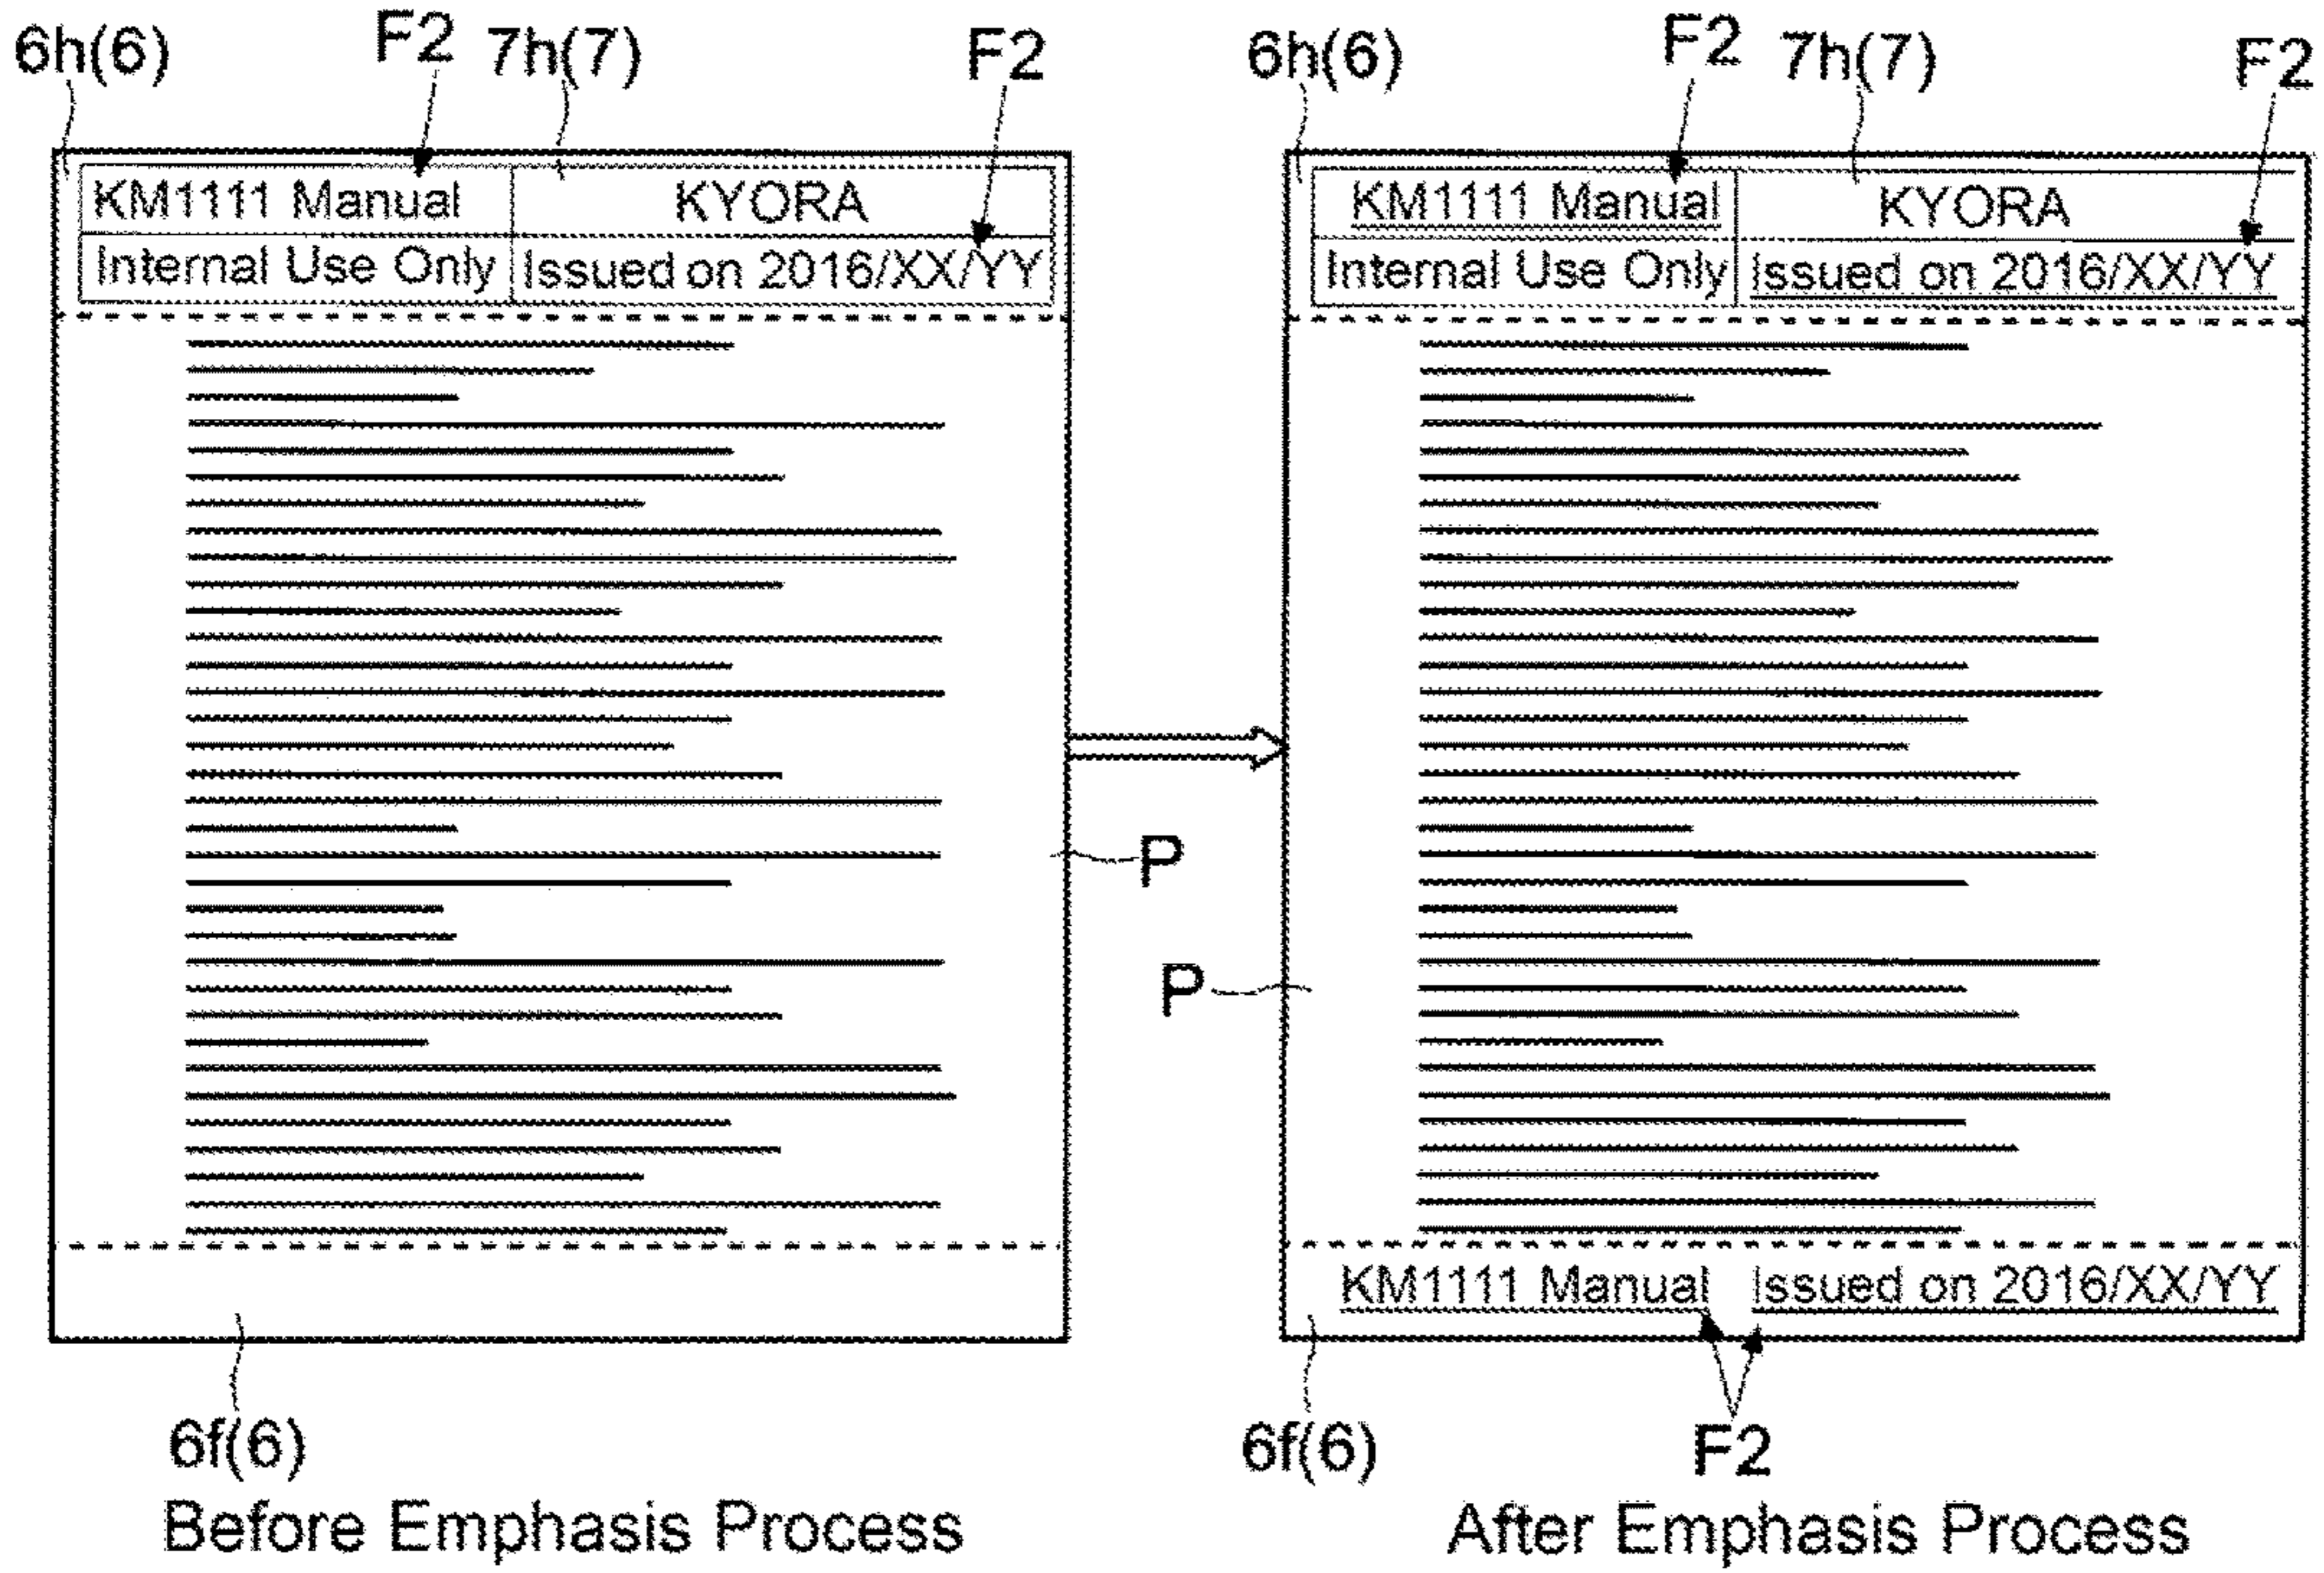 6h(6) F2 7h(7) F2
KM1111 Manual KYORA
Internal Use Only Issued on 2016/XX/YY
P
6f(6)
Before Emphasis Process
6h(6) F2 7h(7) F2
KM1111 Manual KYORA
Internal Use Only Issued on 2016/XX/YY
P
KM1111 Manual Issued on 2016/XX/YY
6f(6) F2
After Emphasis Process